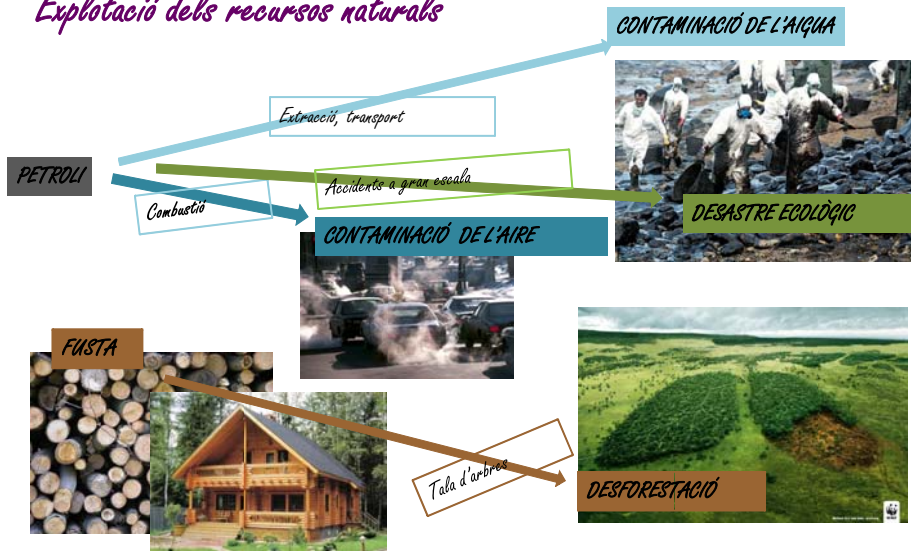 Explotació dels recursos naturals
CONTAMINACIÓ DE L'AIGUA
Extracció, transport
PETROLI
Accidents a gran escala
Combustió
DESASTRE ECOLÒGIC
CONTAMINACIÓ DE L'AIRE
FUSTA
Tala d'arbres
DESFORESTACIÓ